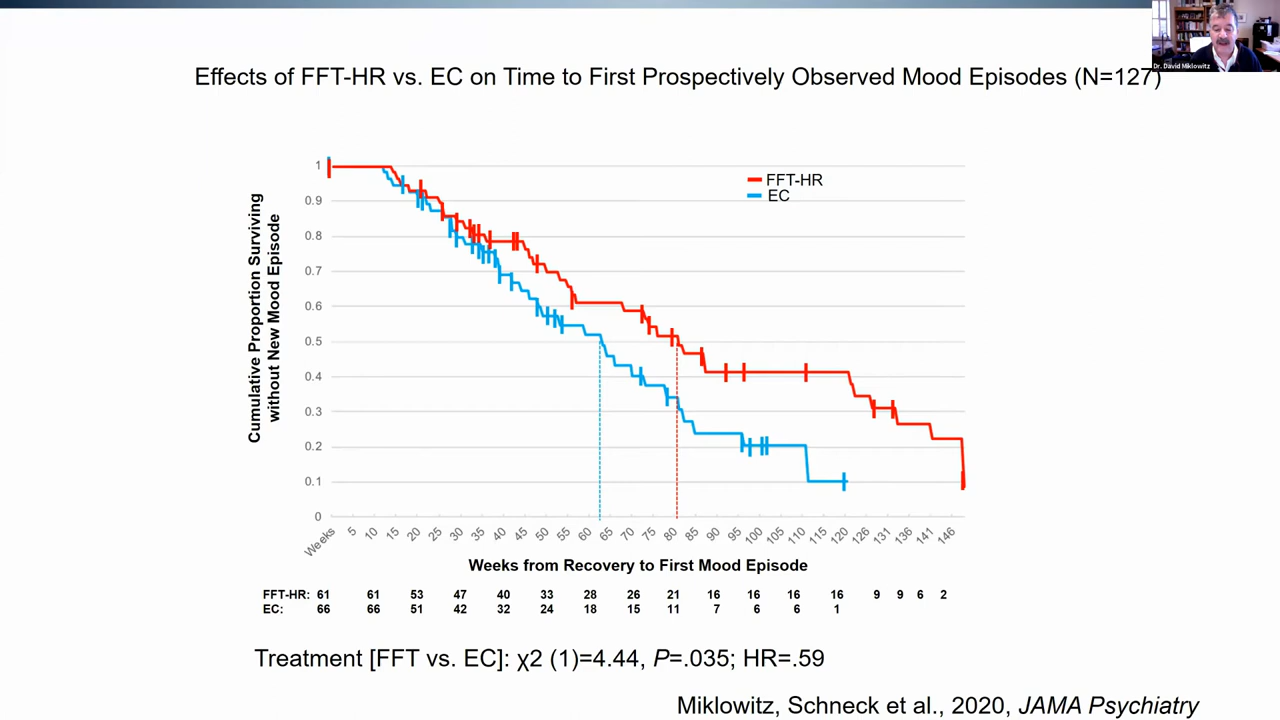 Dr. David Miklowitz
Effects of FFT-HR vs. EC on Time to First Prospectively Observed Mood Episodes (N=127)
Cumulative Proportion Surviving
without New Mood Episode
1
0.9
0.8
0.7
0.6
0.5
0.4
0.3
0.2
0.1
0
FFT-HR
EC
Weeks 5 10 15 20 25 30 35 40 45 50 55 60 65 70 75 80 85 90 95 100 105 110 115 120 126 131 136 141 146
Weeks from Recovery to First Mood Episode
FFT-HR: 61 61 53 47 40 33 28 26 21 16 16 16 16 9 9 6 2
EC: 66 66 51 42 32 24 18 15 11 7 6 6 1
Treatment [FFT vs. EC]: χ2 (1)=4.44, P=.035; HR=.59
Miklowitz, Schneck et al., 2020, JAMA Psychiatry